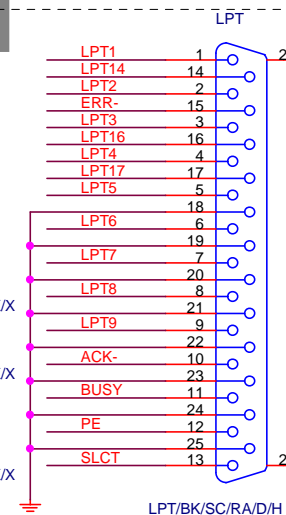 LPT
LPT1 1 2
LPT14 14
LPT2 2
ERR- 15
LPT3 3
LPT16 16
LPT4 4
LPT17 17
LPT5 5
18
LPT6 6
19
LPT7 7
20
LPT8 8
/X 21
LPT9 9
22
ACK- 10
/X 23
BUSY 11
24
PE 12
25
SLCT 13 2
/X
LPT/BK/SC/RA/D/H